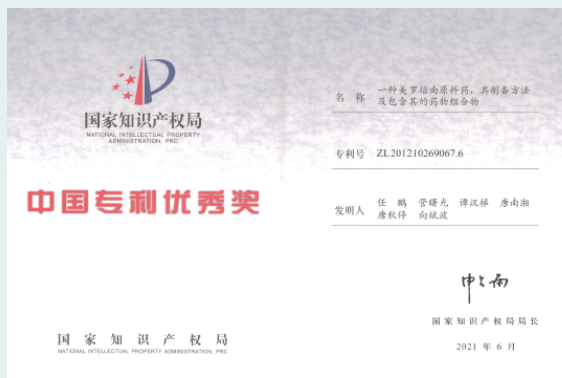 国家知识产权局
NATIONAL INTELLECTUAL PROPERTY
ADMINISTRATION, PRC
中国专利优秀奖
国家知识产权局
NATIONAL INTELLECTUAL PROPERTY ADMINISTRATION, PRC
名 称 一种美罗培南原料药、其制备方法
及包含其的药物组合物
专利号 ZL201210269067.6
发明人 任 鹏 管曙光 谭汉梯 唐南湘
唐秋停 向斌波
国家知识产权局局长
2021 年 6 月